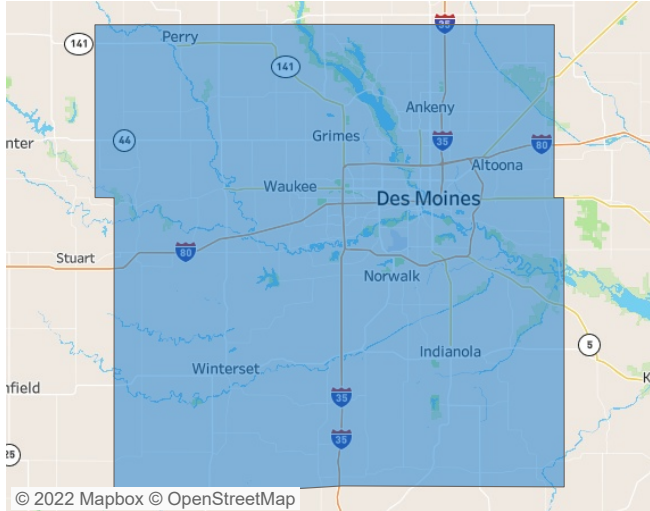 35
141
Perry
141
Ankeny
44
Grimes
35
80
nter
Altoona
Waukee
Des Moines
Stuart
80
Norwalk
5
Indianola
Winterset
K
nfield
35
35
25
© 2022 Mapbox © OpenStreetMap